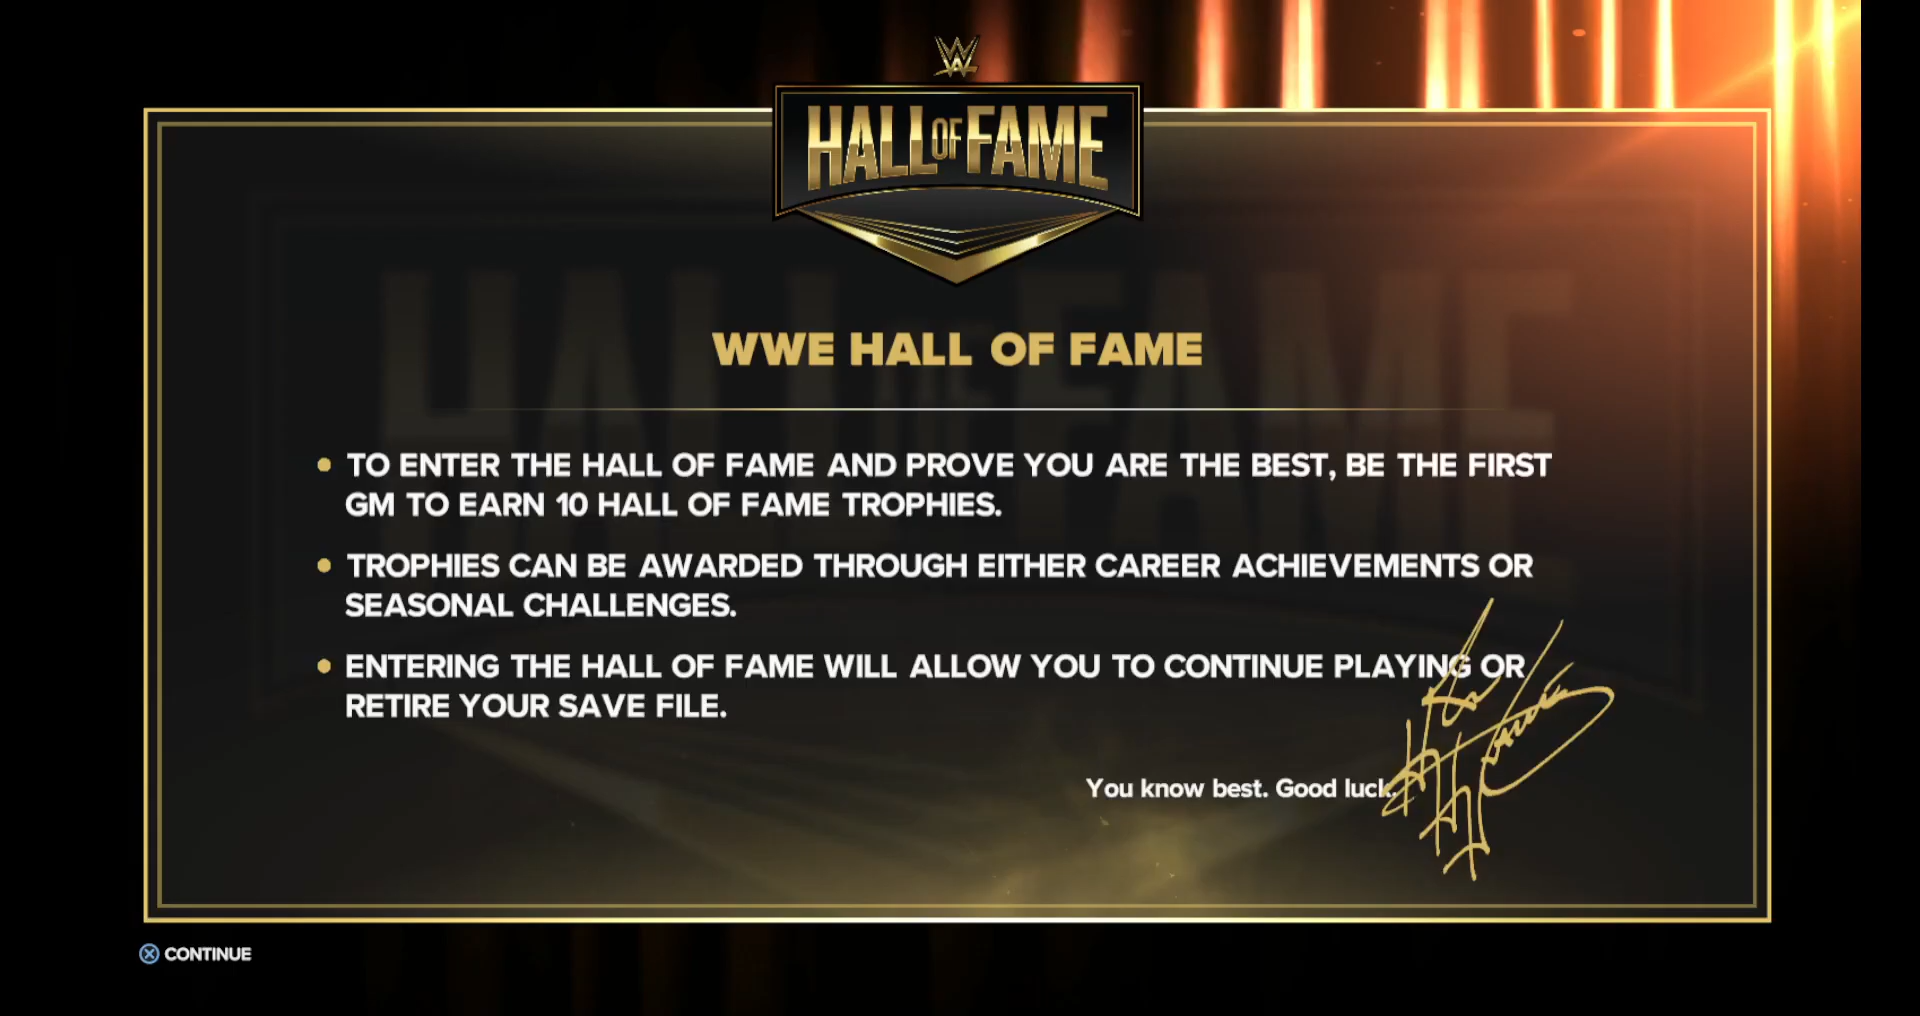 W
HALL OF FAME
WWE HALL OF FAME
• TO ENTER THE HALL OF FAME AND PROVE YOU ARE THE BEST, BE THE FIRST
GM TO EARN 10 HALL OF FAME TROPHIES.
• TROPHIES CAN BE AWARDED THROUGH EITHER CAREER ACHIEVEMENTS OR
SEASONAL CHALLENGES.
• ENTERING THE HALL OF FAME WILL ALLOW YOU TO CONTINUE PLAYING OR
RETIRE YOUR SAVE FILE.
You know best. Good luck.
CONTINUE